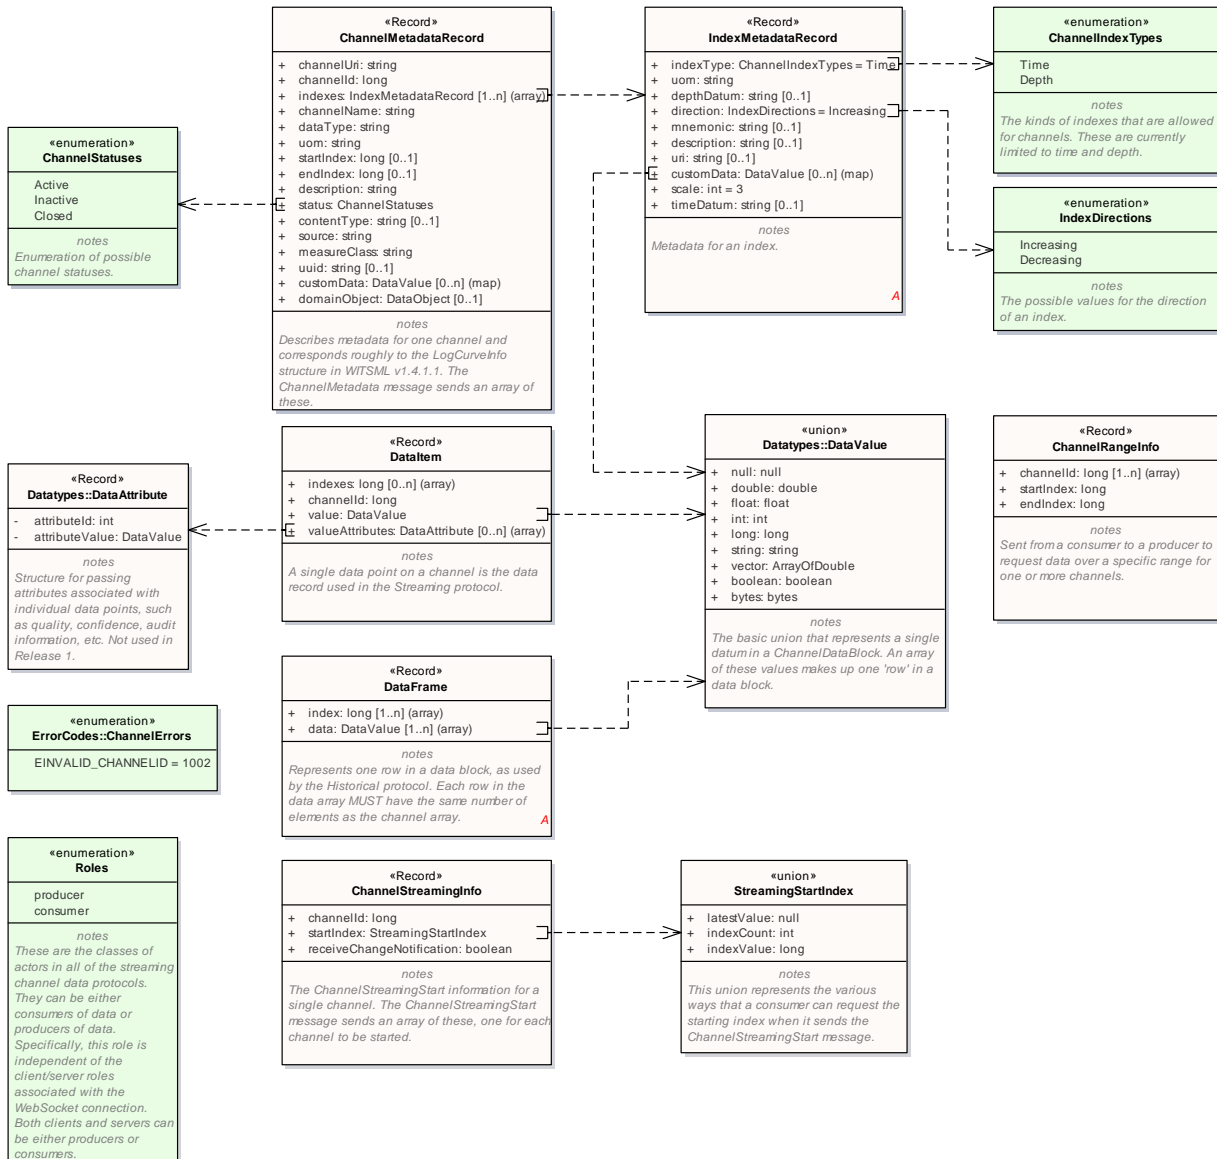 «Record»
ChannelMetadataRecord
+ channelUri: string
+ channelId: long
+ indexes: IndexMetadataRecord [1..n] (array)
+ channelName: string
+ dataType: string
+ uom: string
+ startIndex: long [0..1]
+ endIndex: long [0..1]
+ description: string
+ status: ChannelStatuses
+ contentType: string [0..1]
+ source: string
+ measureClass: string
+ uuid: string [0..1]
+ customData: DataValue [0..n] (map)
+ domainObject: DataObject [0..1]
notes
Describes metadata for one channel and
corresponds roughly to the LogCurveInfo
structure in WITSML v1.4.1.1. The
ChannelMetadata message sends an array of
these.
«Record»
IndexMetadataRecord
+ indexType: ChannelIndexTypes = Time
+ uom: string
+ depthDatum: string [0..1]
+ direction: IndexDirections = Increasing
+ mnemonic: string [0..1]
+ description: string [0..1]
+ uri: string [0..1]
+ customData: DataValue [0..n] (map)
+ scale: int = 3
+ timeDatum: string [0..1]
notes
Metadata for an index.
A
«enumeration»
ChannelIndexTypes
Time
Depth
notes
The kinds of indexes that are allowed
for channels. These are currently
limited to time and depth.
«enumeration»
ChannelStatuses
Active
Inactive
Closed
notes
Enumeration of possible
channel statuses.
«enumeration»
IndexDirections
Increasing
Decreasing
notes
The possible values for the direction
of an index.
«Record»
Datatypes::DataAttribute
- attributeId: int
- attributeValue: DataValue
notes
Structure for passing
attributes associated with
individual data points, such
as quality, confidence, audit
information, etc. Not used in
Release 1.
«Record»
DataItem
+ indexes: long [0..n] (array)
+ channelId: long
+ value: DataValue
+ valueAttributes: DataAttribute [0..n] (array)
notes
A single data point on a channel is the data
record used in the Streaming protocol.
«union»
Datatypes::DataValue
+ null: null
+ double: double
+ float: float
+ int: int
+ long: long
+ string: string
+ vector: ArrayOfDouble
+ boolean: boolean
+ bytes: bytes
notes
The basic union that represents a single
datum in a ChannelDataBlock. An array
of these values makes up one 'row' in a
data block.
«Record»
ChannelRangeInfo
+ channelId: long [1..n] (array)
+ startIndex: long
+ endIndex: long
notes
Sent from a consumer to a producer to
request data over a specific range for
one or more channels.
«Record»
DataFrame
+ index: long [1..n] (array)
+ data: DataValue [1..n] (array)
notes
Represents one row in a data block, as used
by the Historical protocol. Each row in the
data array MUST have the same number of
elements as the channel array.
A
«enumeration»
ErrorCodes::ChannelErrors
EINVALID_CHANNELID = 1002
«enumeration»
Roles
producer
consumer
notes
These are the classes of
actors in all of the streaming
channel data protocols.
They can be either
consumers of data or
producers of data.
Specifically, this role is
independent of the
client/server roles
associated with the
WebSocket connection.
Both clients and servers can
be either producers or
consumers.
«Record»
ChannelStreamingInfo
+ channelId: long
+ startIndex: StreamingStartIndex
+ receiveChangeNotification: boolean
notes
The ChannelStreamingStart information for a
single channel. The ChannelStreamingStart
message sends an array of these, one for each
channel to be started.
«union»
StreamingStartIndex
+ latestValue: null
+ indexCount: int
+ indexValue: long
notes
This union represents the various
ways that a consumer can request the
starting index when it sends the
ChannelStreamingStart message.